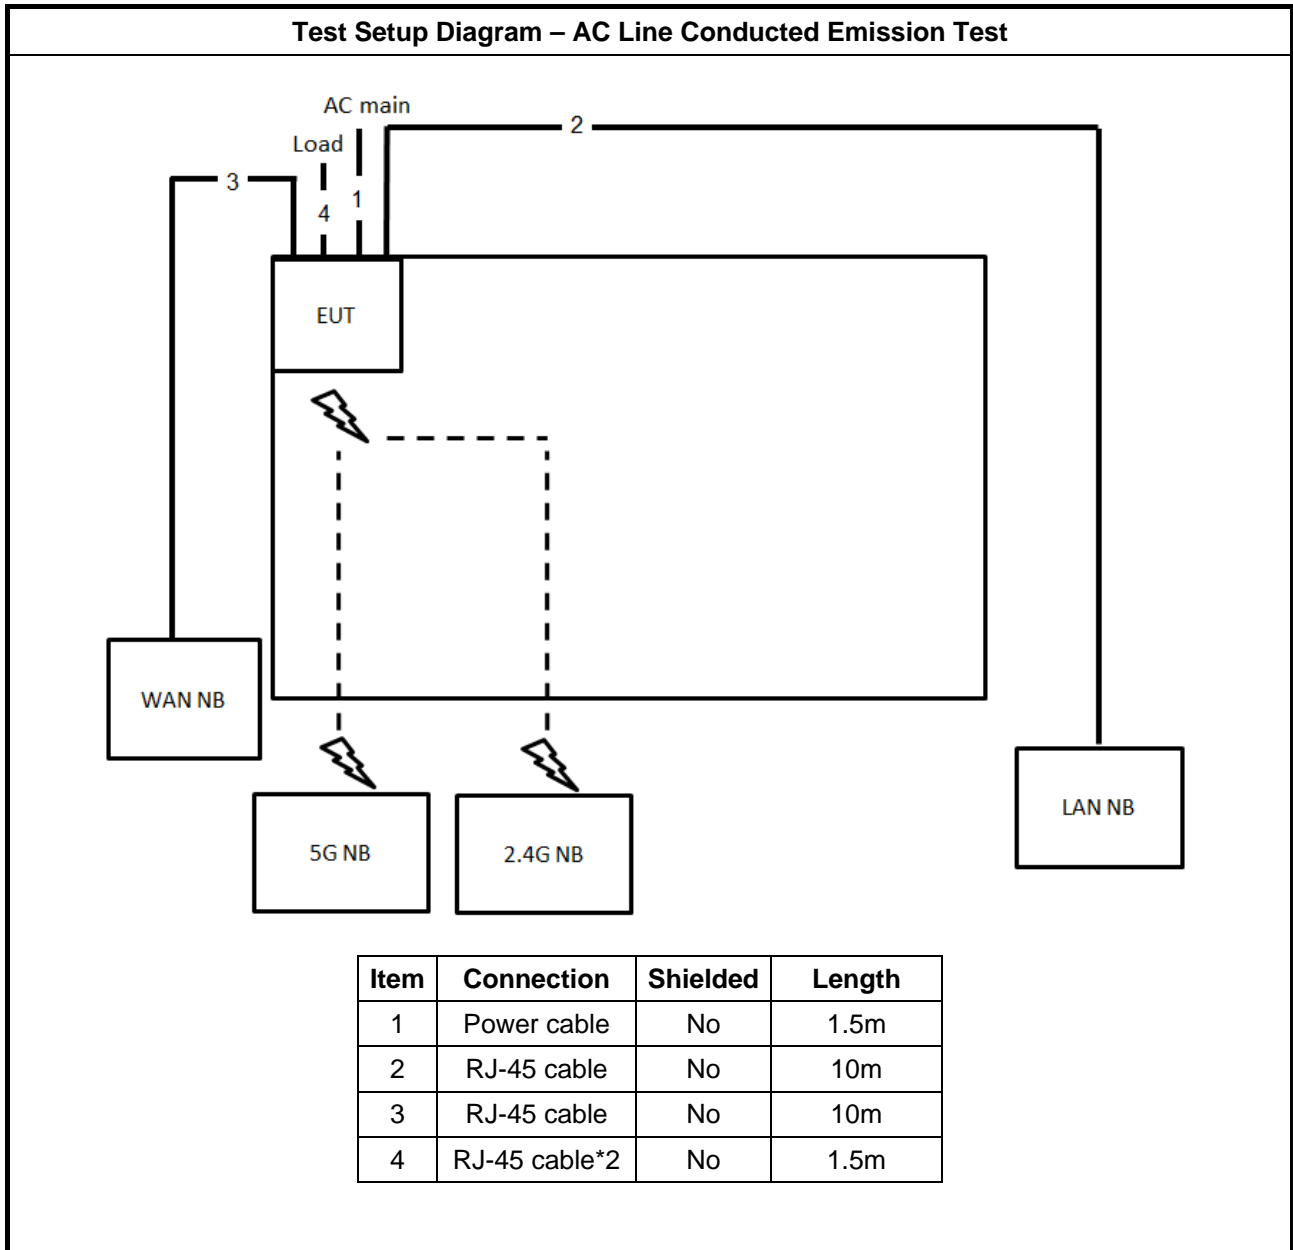 Test Setup Diagram – AC Line Conducted Emission Test
AC main
Load
2
3
4
1
EUT
WAN NB
5G NB
2.4G NB
LAN NB
Item Connection Shielded Length
1 Power cable No 1.5m
2 RJ-45 cable No 10m
3 RJ-45 cable No 10m
4 RJ-45 cable*2 No 1.5m